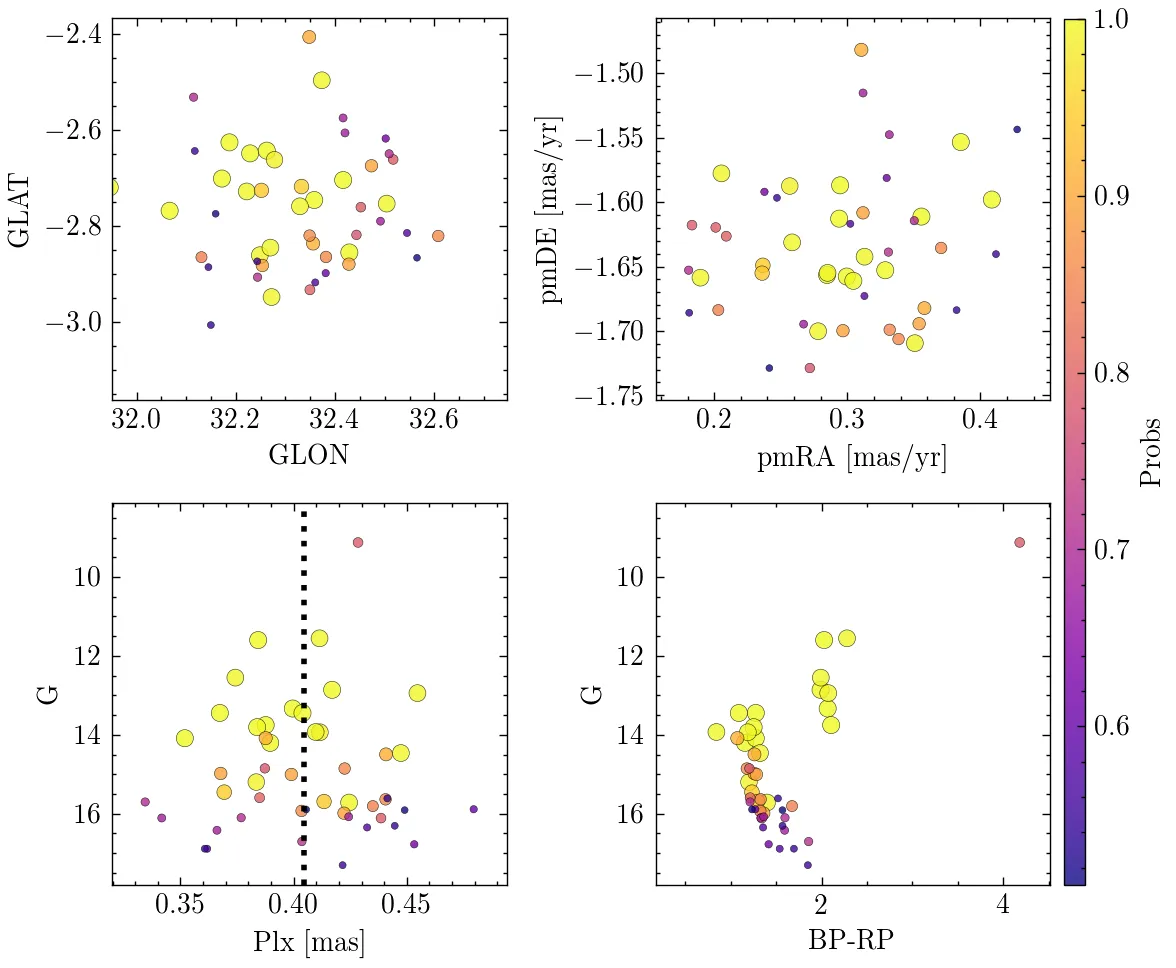 −2.4
−2.6
−2.8
−3.0
GLAT
32.0 32.2 32.4 32.6
GLON
−1.50
−1.55
−1.60
−1.65
−1.70
−1.75
pmDE [mas/yr]
0.2 0.3 0.4
pmRA [mas/yr]
1.0
0.9
0.8
0.7
0.6
Probs
10
12
14
16
G
0.35 0.40 0.45
Plx [mas]
10
12
14
16
G
2 4
BP-RP